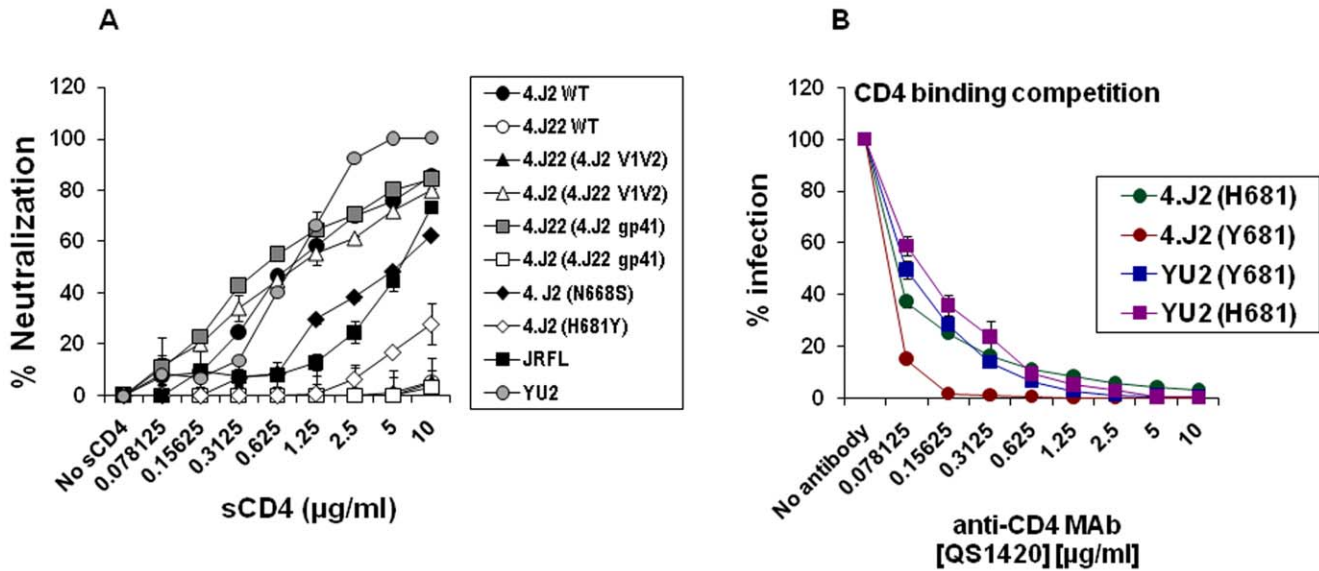 A
% Neutralization
120
100
80
60
40
20
0
No sCD4
0.078125
0.15625
0.3125
0.625
1.25
2.5
5
10
sCD4 (µg/ml)
4.J2 WT
4.J22 WT
4.J22 (4.J2 V1V2)
4.J2 (4.J22 V1V2)
4.J22 (4.J2 gp41)
4.J2 (4.J22 gp41)
4. J2 (N668S)
4.J2 (H681Y)
JRFL
YU2
B
CD4 binding competition
% infection
120
100
80
60
40
20
0
No antibody
0.078125
0.15625
0.3125
0.625
1.25
2.5
5
10
anti-CD4 MAb
[QS1420] [µg/ml]
4.J2 (H681)
4.J2 (Y681)
YU2 (Y681)
YU2 (H681)